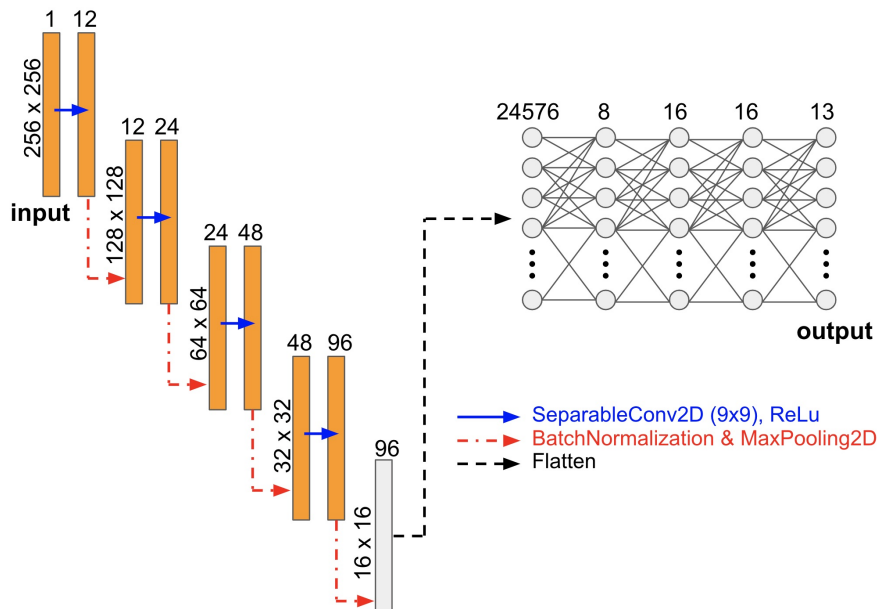 1 12
256 x 256
input
12 24
128 x 128
24 48
64 x 64
48 96
32 x 32
96
16 x 16
24576 8 16 16 13
output
SeparableConv2D (9x9), ReLu
BatchNormalization & MaxPooling2D
Flatten